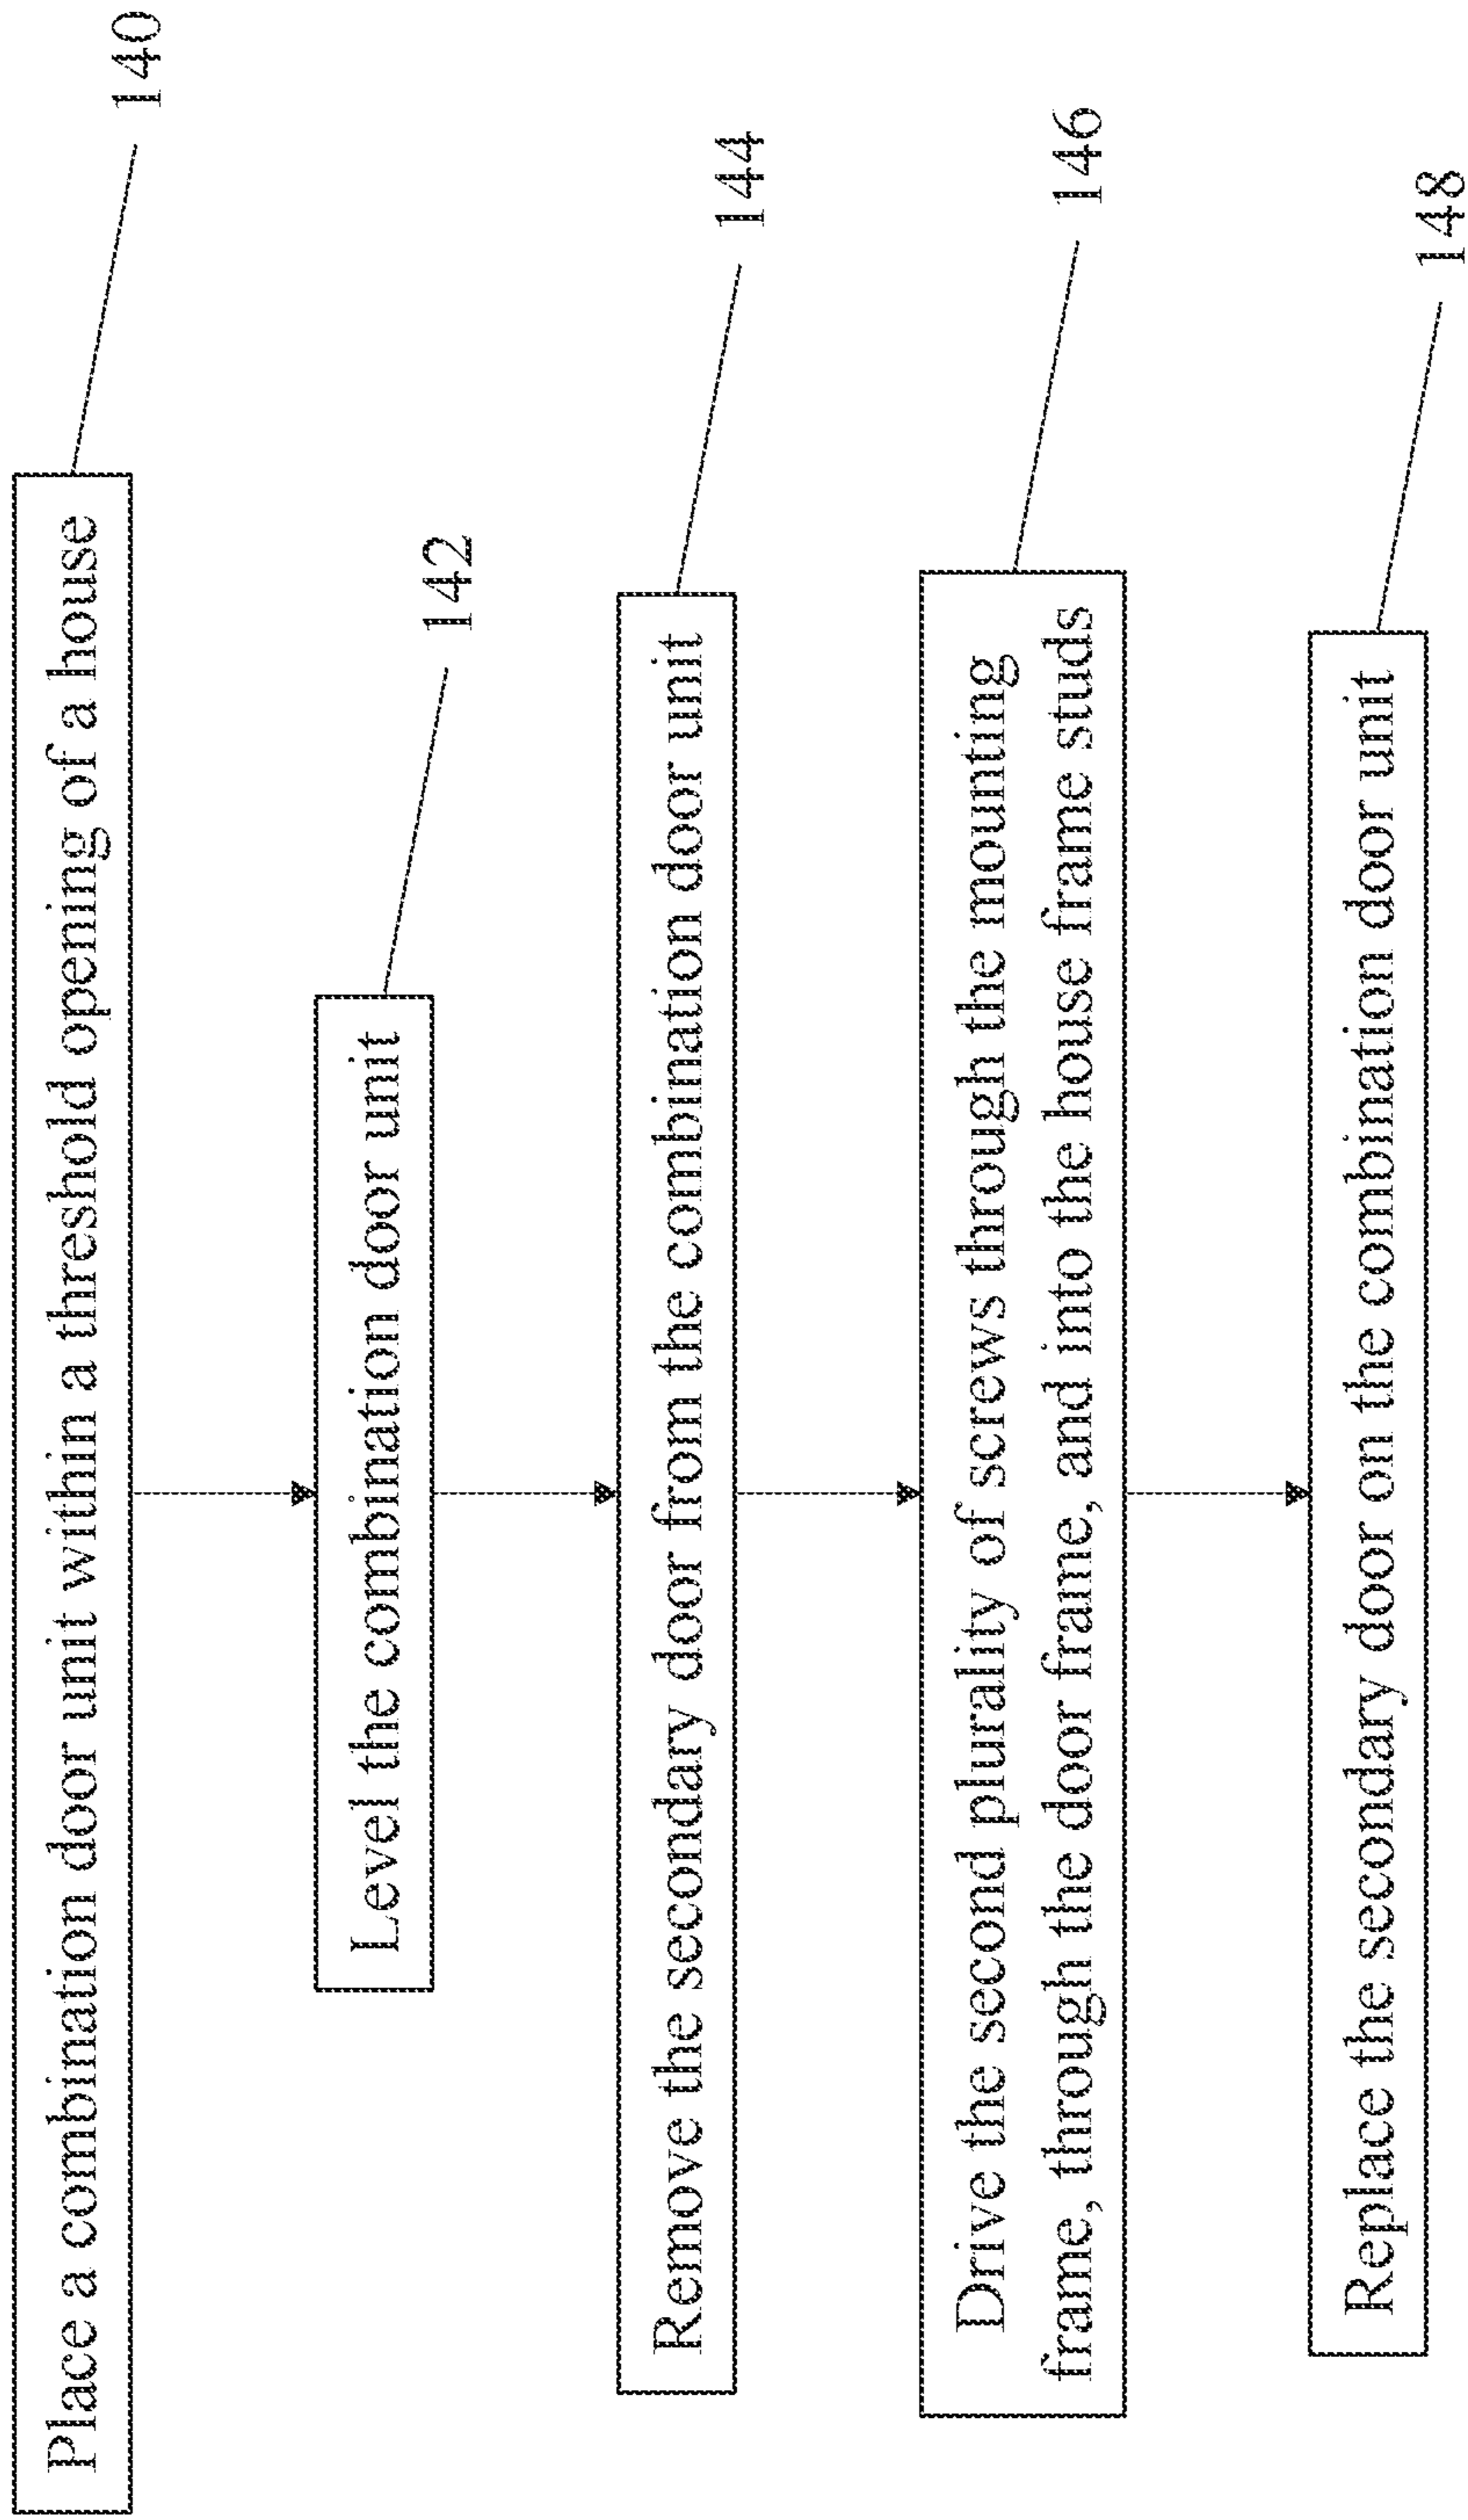 Place a combination door unit within a threshold opening of a house
140
Level the combination door unit
142
Remove the secondary door from the combination door unit
144
Drive the second plurality of screws through the mounting
frame, through the door frame, and into the house frame studs
146
Replace the secondary door on the combination door unit
148